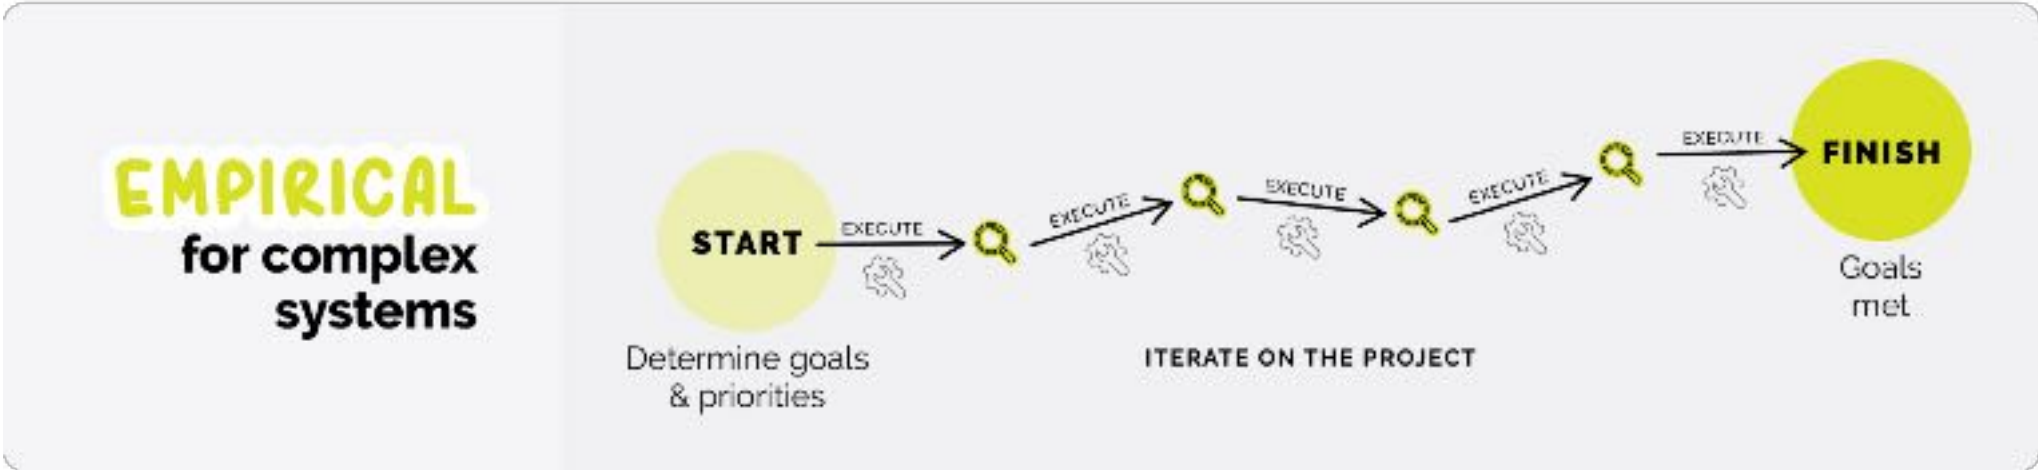 EMPIRICAL
for complex
systems
START
EXECUTE
EXECUTE
EXECUTE
EXECUTE
EXECUTE
FINISH
Determine goals
& priorities
ITERATE ON THE PROJECT
Goals
met